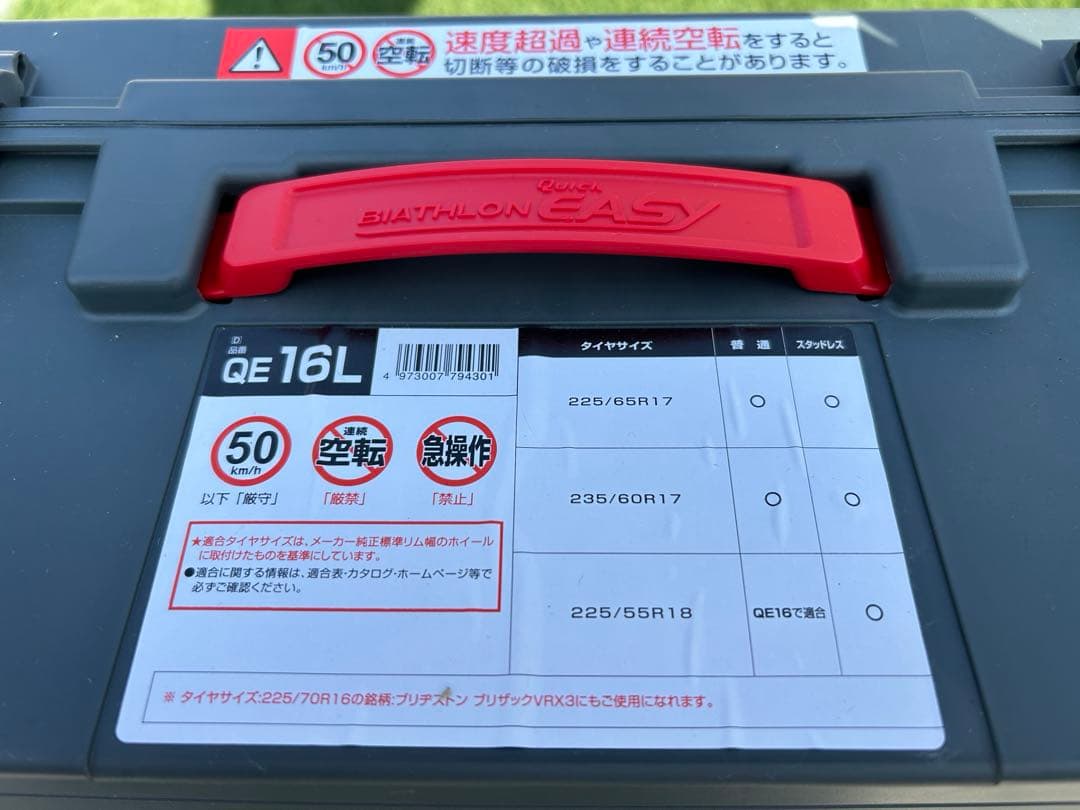 50 km/h 連続 空転 速度超過や連続空転をすると
切断等の破損をすることがあります。
Quick
BIATHLON EASY
D
品番
QE 16L
4 973007 794301
50
km/h
以下「厳守」
連続
空転
「厳禁」
急操作
「禁止」
★適合タイヤサイズは、メーカー純正標準リム幅のホイール
に取付けたものを基準にしています。
●適合に関する情報は、適合表・カタログ・ホームページ等で
必ずご確認ください。
タイヤサイズ 普通 スタッドレス
225/65R17 ○ ○
235/60R17 ○ ○
225/55R18 QE16で適合 ○
※ タイヤサイズ:225/70R16の銘柄:ブリヂストン ブリザックVRX3にもご使用になれます。